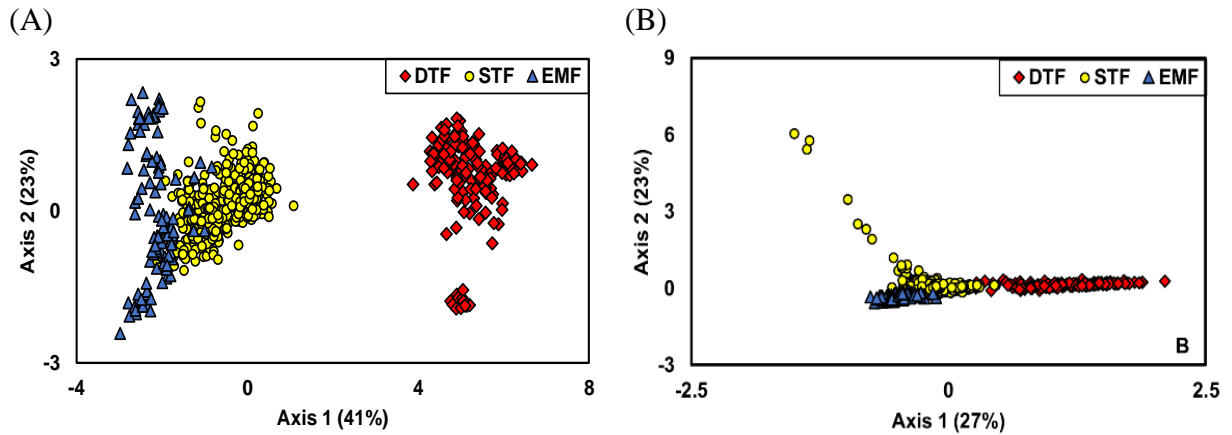 (A)
(B)
3
DTF STF EMF
0
-3
-4 0 4 8
Axis 2 (23%)
Axis 1 (41%)
9
DTF STF EMF
6
3
0
-3
B
-2.5 0 2.5
Axis 2 (23%)
Axis 1 (27%)